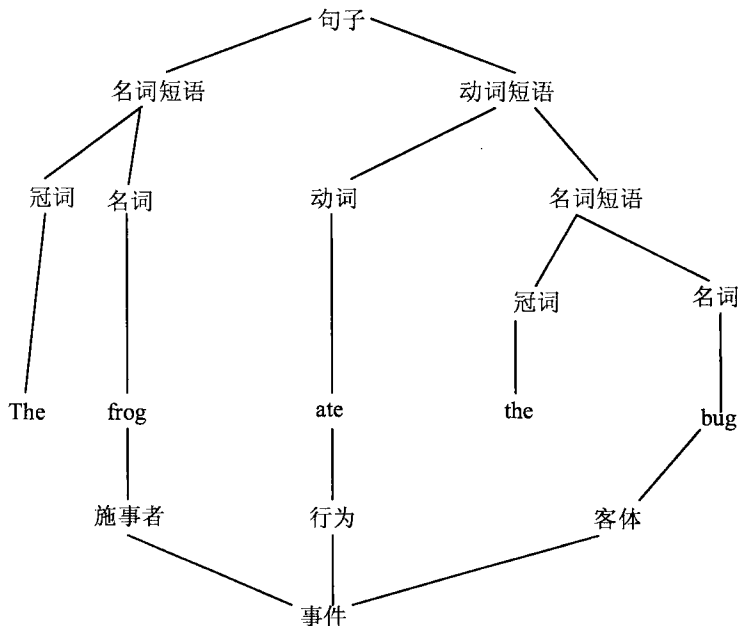 句子
名词短语 动词短语
冠词 名词 动词 名词短语
冠词 名词
The frog ate the bug
施事者 行为 客体
事件